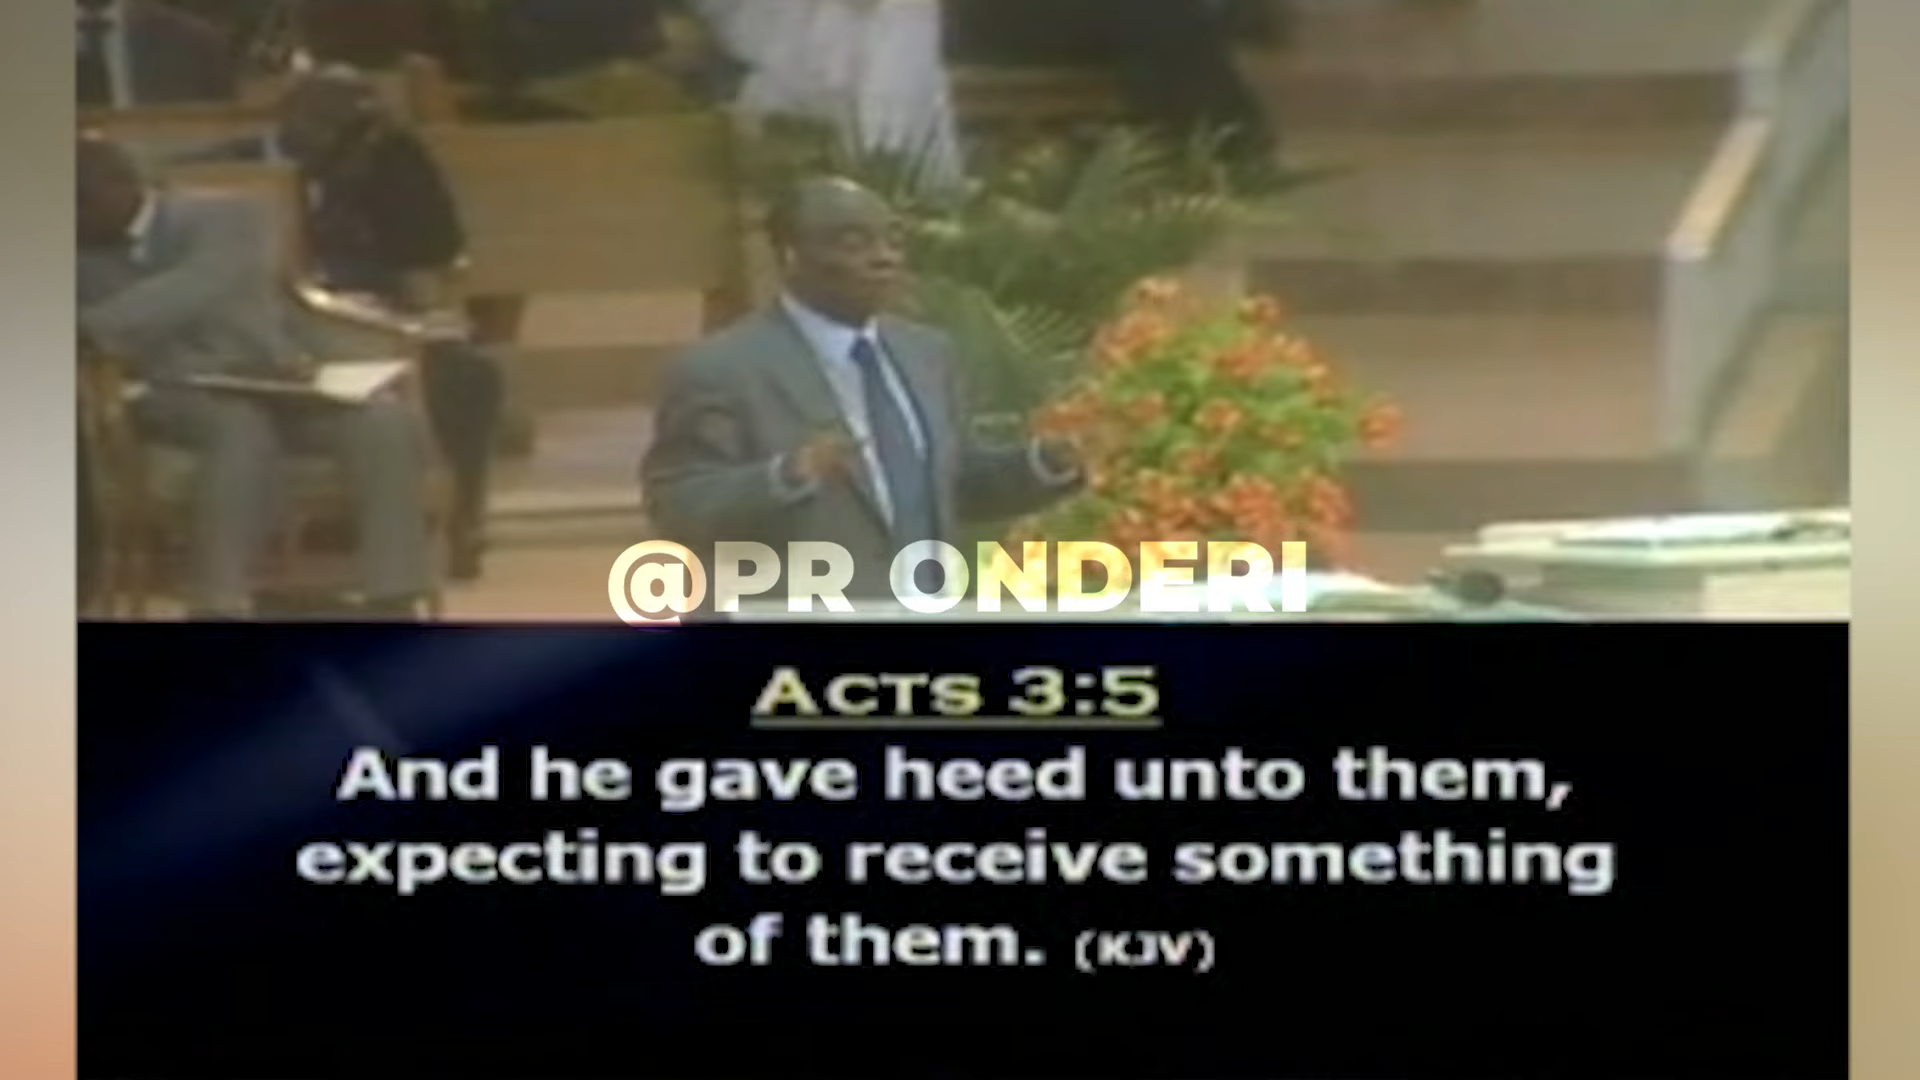 @PR ONDERI
ACTS 3:5
And he gave heed unto them,
expecting to receive something
of them. (KJV)